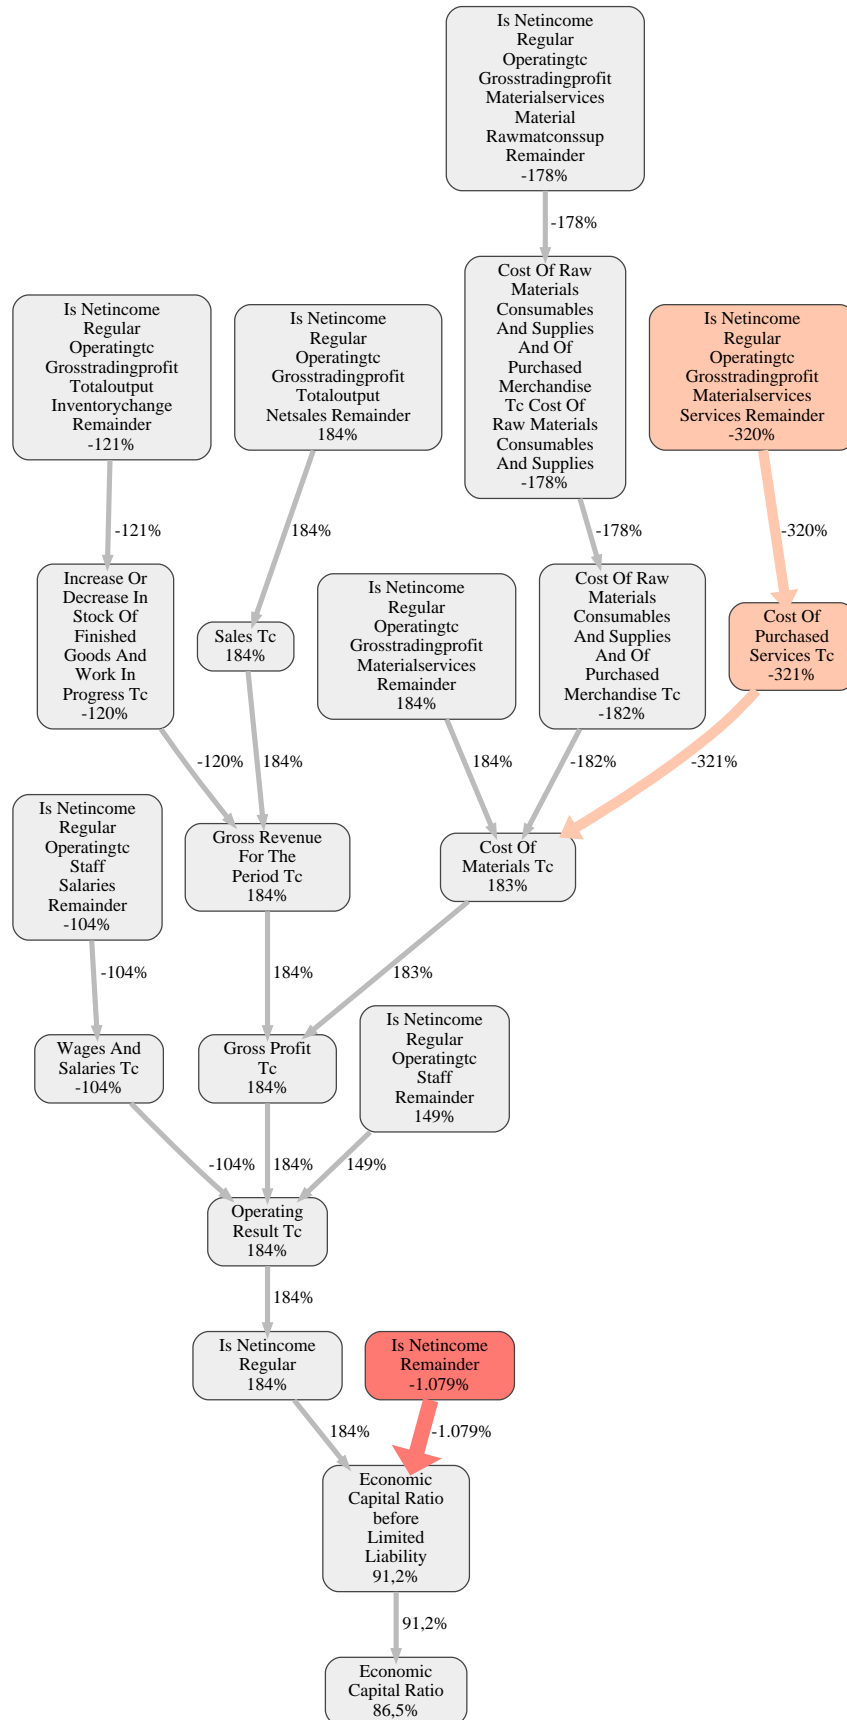 Is Netincome
Regular
Operatingtc
Grosstradingprofit
Materialservices
Material
Rawmatconssup
Remainder
-178%
-178%
Cost Of Raw
Materials
Consumables
And Supplies
And Of
Purchased
Merchandise
Tc Cost Of
Raw Materials
Consumables
And Supplies
-178%
Is Netincome
Regular
Operatingtc
Grosstradingprofit
Totaloutput
Inventorychange
Remainder
-121%
Is Netincome
Regular
Operatingtc
Grosstradingprofit
Totaloutput
Netsales Remainder
184%
Is Netincome
Regular
Operatingtc
Grosstradingprofit
Materialservices
Services Remainder
-320%
-121%
184%
-178%
-320%
Increase Or
Decrease In
Stock Of
Finished
Goods And
Work In
Progress Tc
-120%
Sales Tc
184%
Is Netincome
Regular
Operatingtc
Grosstradingprofit
Materialservices
Remainder
184%
Cost Of Raw
Materials
Consumables
And Supplies
And Of
Purchased
Merchandise Tc
-182%
Cost Of
Purchased
Services Tc
-321%
-120%
184%
184%
-182%
-321%
Is Netincome
Regular
Operatingtc
Staff
Salaries
Remainder
-104%
Gross Revenue
For The
Period Tc
184%
Cost Of
Materials Tc
183%
-104%
184%
183%
Wages And
Salaries Tc
-104%
Gross Profit
Tc
184%
Is Netincome
Regular
Operatingtc
Staff
Remainder
149%
-104%
184%
149%
Operating
Result Tc
184%
184%
Is Netincome
Regular
184%
Is Netincome
Remainder
-1.079%
184%
-1.079%
Economic
Capital Ratio
before
Limited
Liability
91,2%
91,2%
Economic
Capital Ratio
86,5%